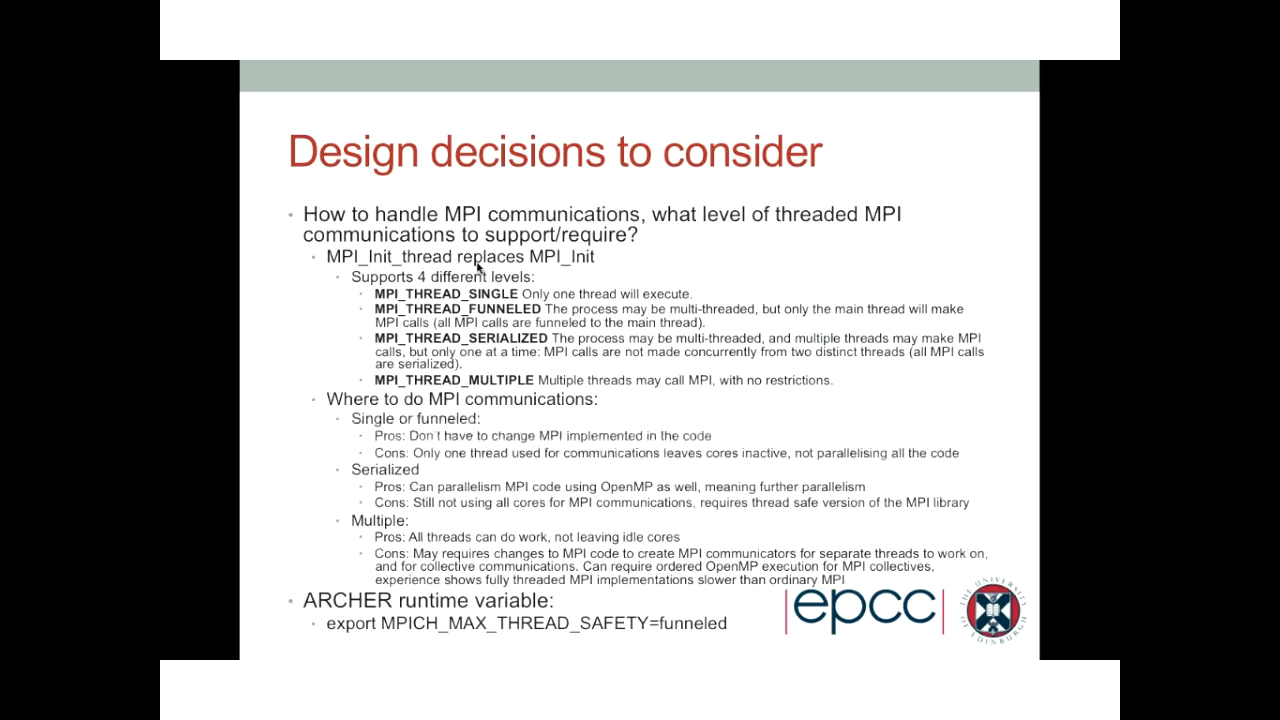 Design decisions to consider
• How to handle MPI communications, what level of threaded MPI
communications to support/require?
• MPI_Init_thread replaces MPI_Init
• Supports 4 different levels:
• MPI_THREAD_SINGLE Only one thread will execute.
• MPI_THREAD_FUNNELED The process may be multi-threaded, but only the main thread will make
MPI calls (all MPI calls are funneled to the main thread).
• MPI_THREAD_SERIALIZED The process may be multi-threaded, and multiple threads may make MPI
calls, but only one at a time: MPI calls are not made concurrently from two distinct threads (all MPI calls
are serialized).
• MPI_THREAD_MULTIPLE Multiple threads may call MPI, with no restrictions.
• Where to do MPI communications:
• Single or funneled:
• Pros: Don't have to change MPI implemented in the code
• Cons: Only one thread used for communications leaves cores inactive, not parallelising all the code
• Serialized
• Pros: Can parallelism MPI code using OpenMP as well, meaning further parallelism
• Cons: Still not using all cores for MPI communications, requires thread safe version of the MPI library
• Multiple:
• Pros: All threads can do work, not leaving idle cores
• Cons: May requires changes to MPI code to create MPI communicators for separate threads to work on,
and for collective communications. Can require ordered OpenMP execution for MPI collectives,
experience shows fully threaded MPI implementations slower than ordinary MPI
• ARCHER runtime variable:
• export MPICH_MAX_THREAD_SAFETY=funneled
|epcc|
THE UNIVERSITY OF EDINBURGH